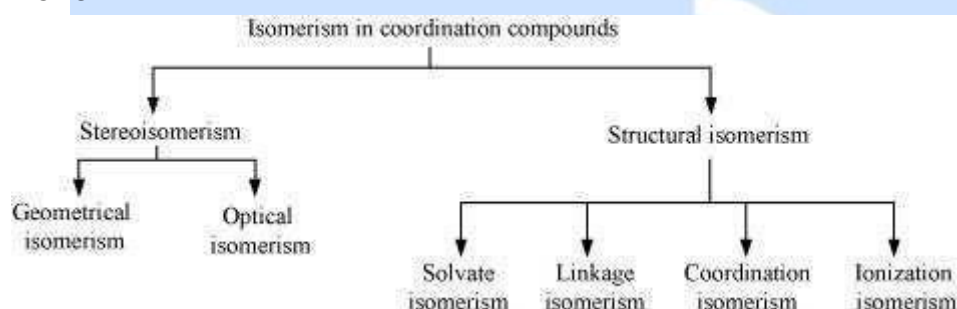 Isomerism in coordination compounds
Stereoisomerism
Structural isomerism
Geometrical
isomerism
Optical
isomerism
Solvate
isomerism
Linkage
isomerism
Coordination
isomerism
Ionization
isomerism